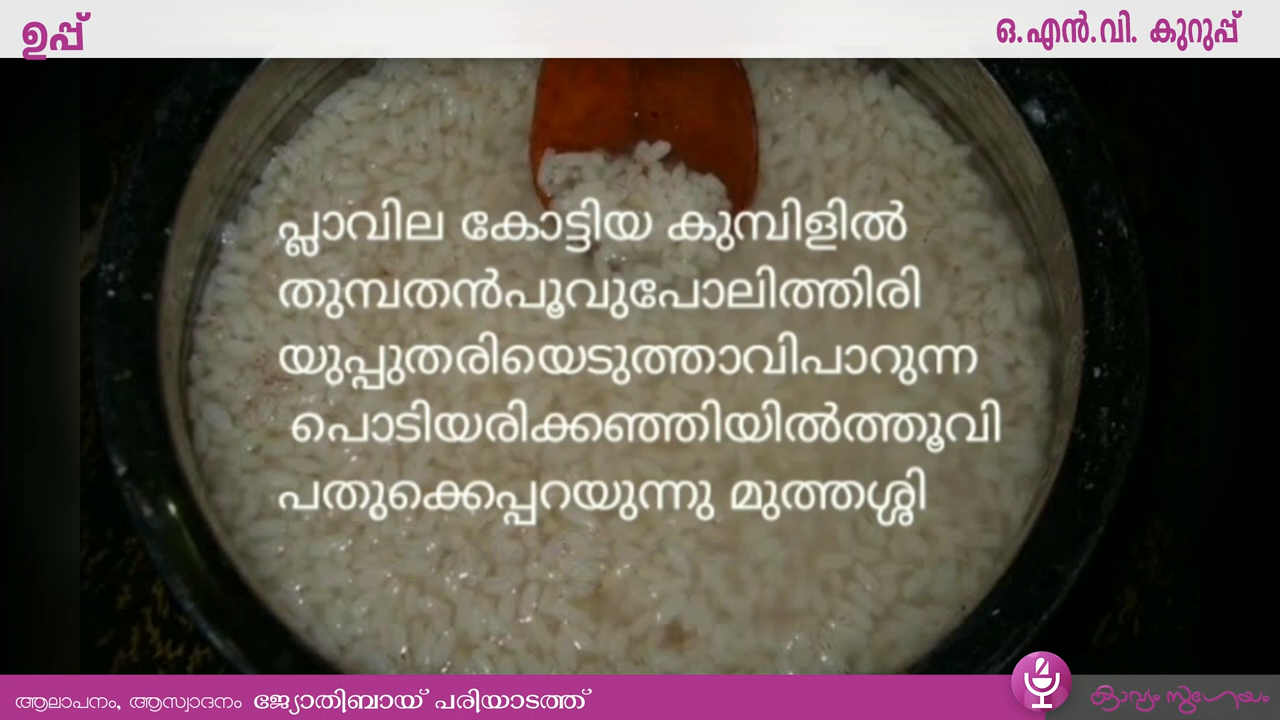 ഉപ്പ്
ഒ.എൻ.വി. കുറുപ്പ്
പ്ലാവില കോട്ടിയ കുമ്പിളിൽ
തുമ്പതൻപൂവുപോലിത്തിരി
യുപ്പുതരിയെടുത്താവിപാറുന്ന
പൊടിയരിക്കഞ്ഞിയിൽത്തൂവി
പതുക്കെപ്പറയുന്നു മുത്തശ്ശി
ആലാപനം, ആസ്വാദനം ജ്യോതിബായ് പരിയാടത്ത്
കാവ്യം സുഗേയം